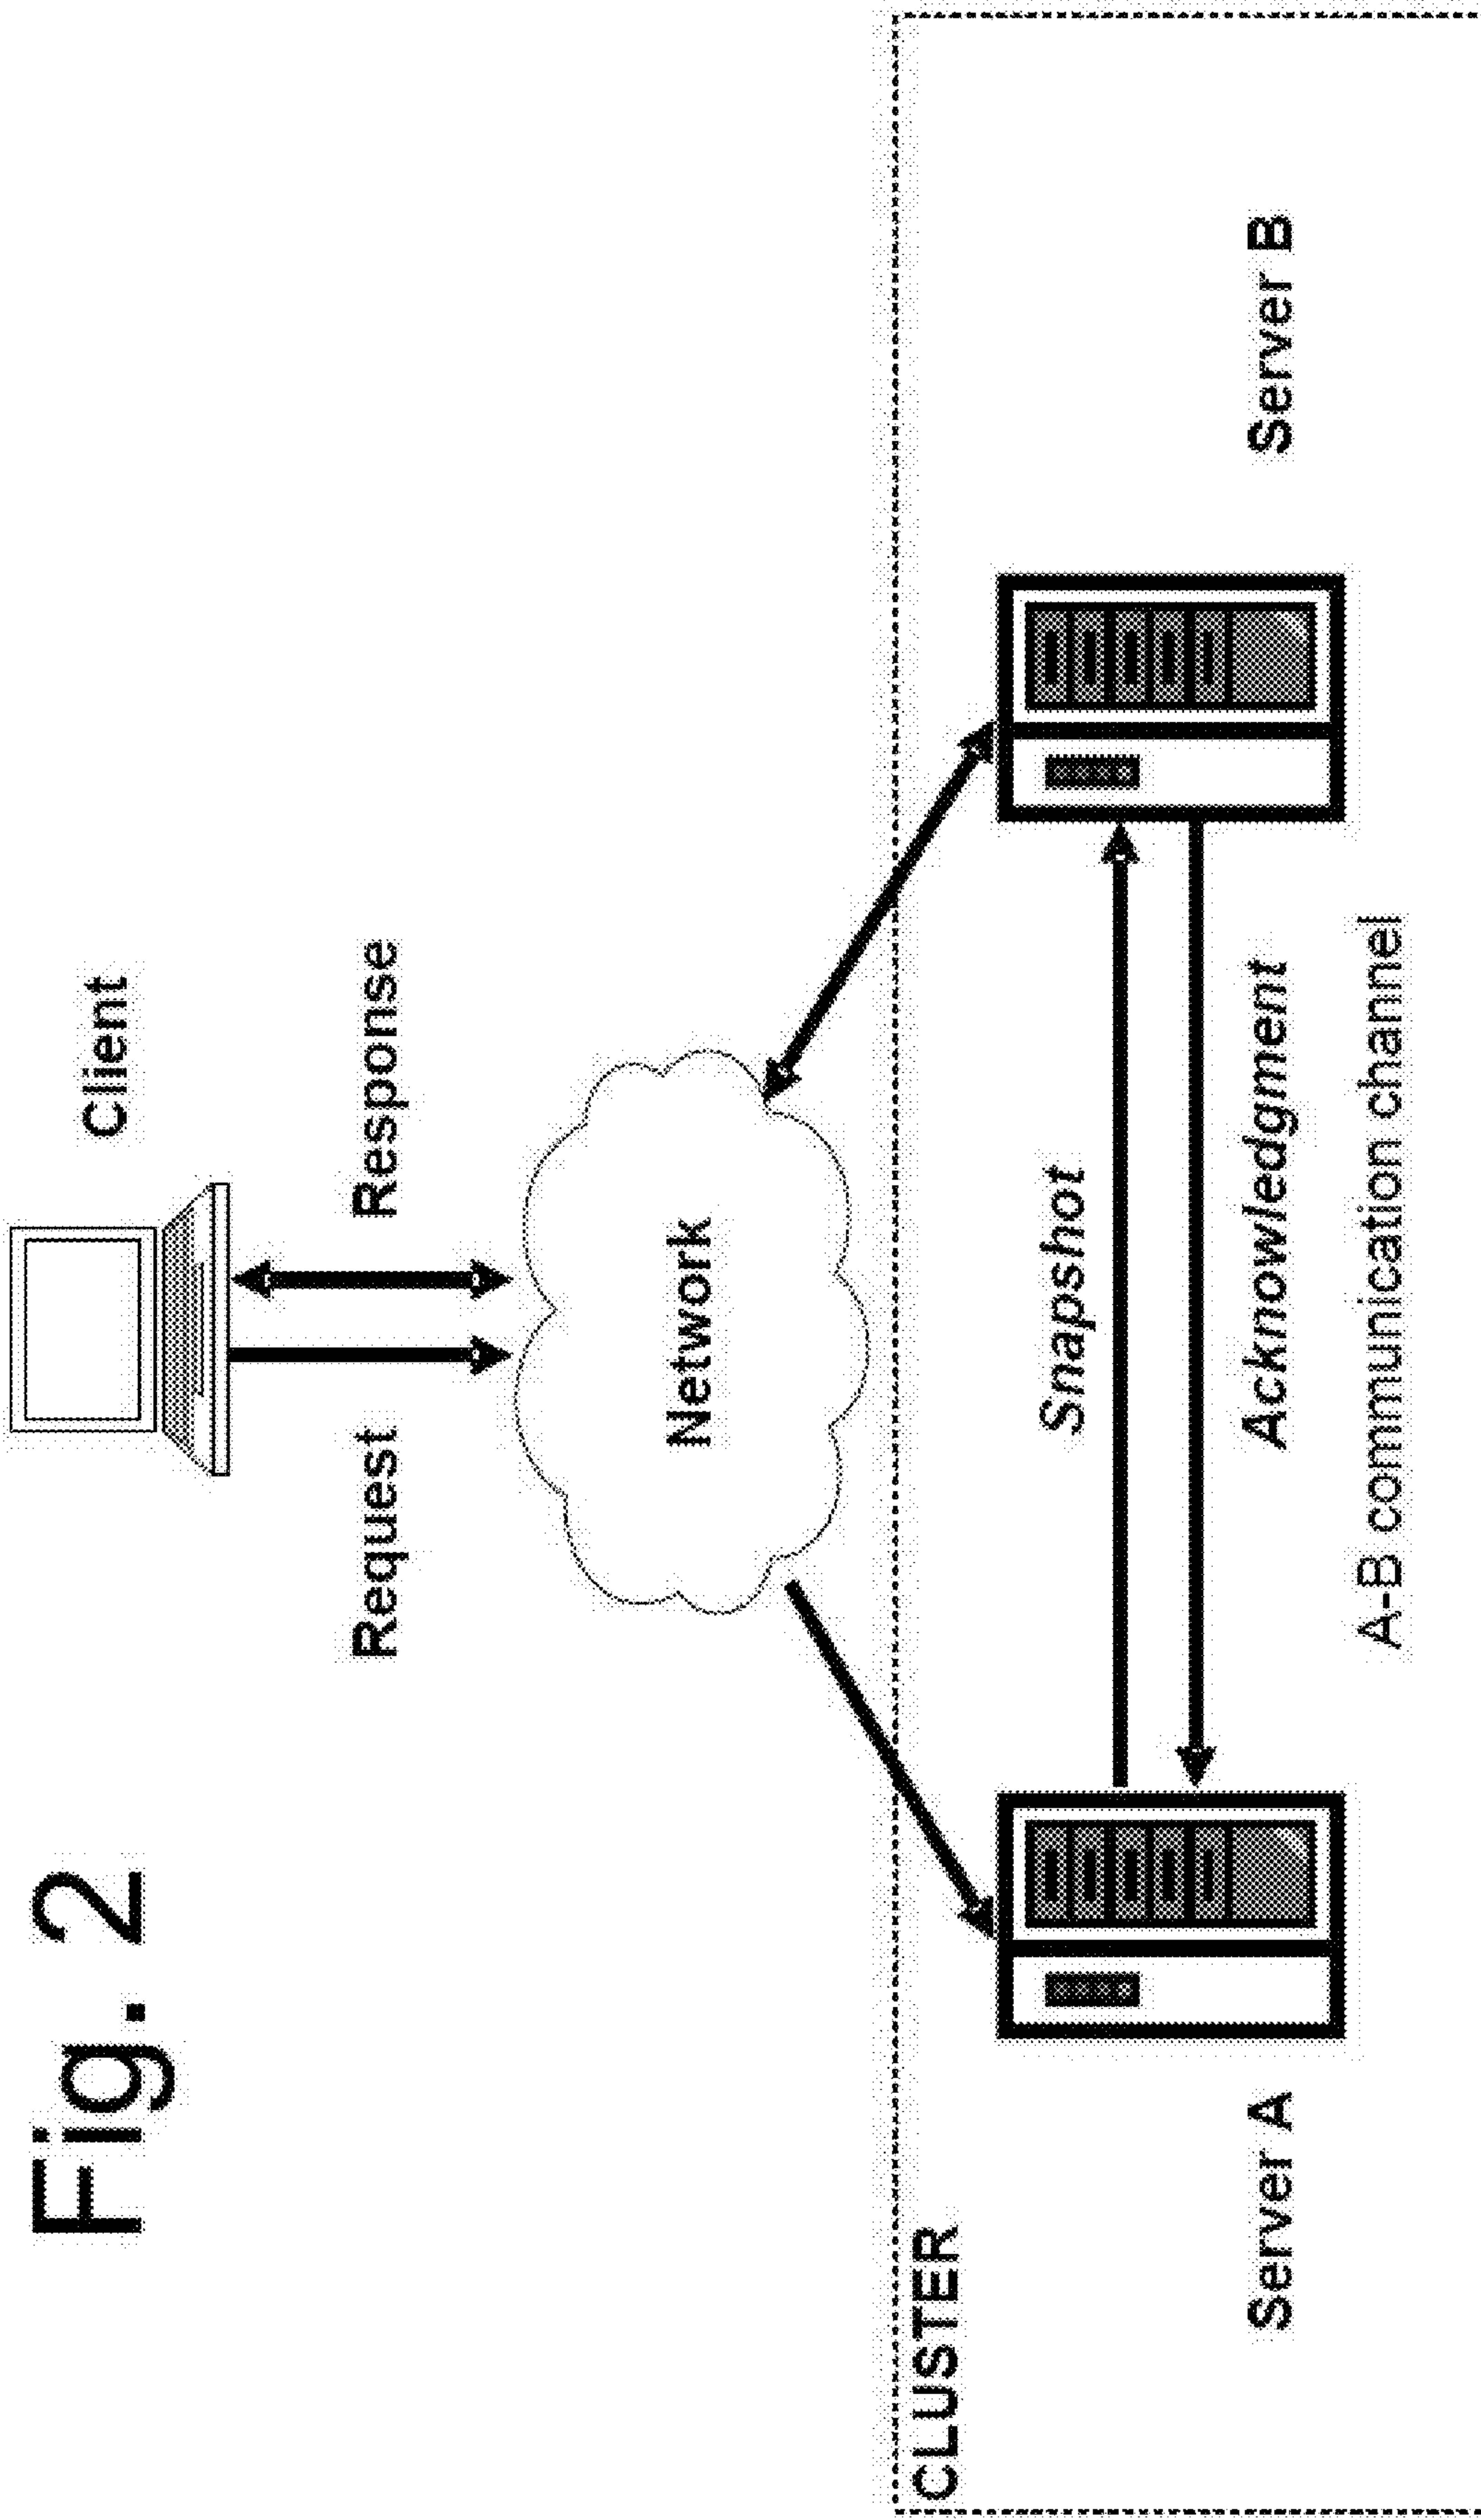 Fig. 2
Client
Request
Response
Network
CLUSTER
Snapshot
Server A
Acknowledgment
Server B
A-B communication channel